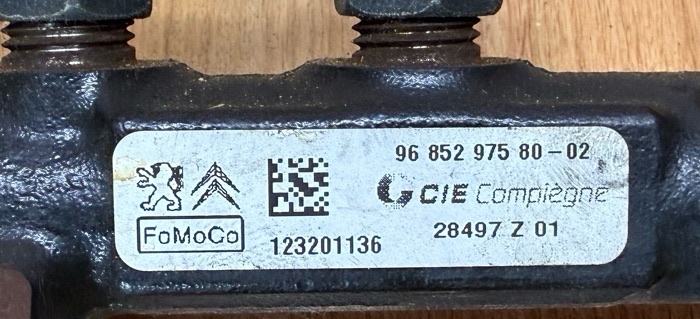 96 852 975 80-02
CIE Compiègne
FoMoCo
123201136
28497 Z 01